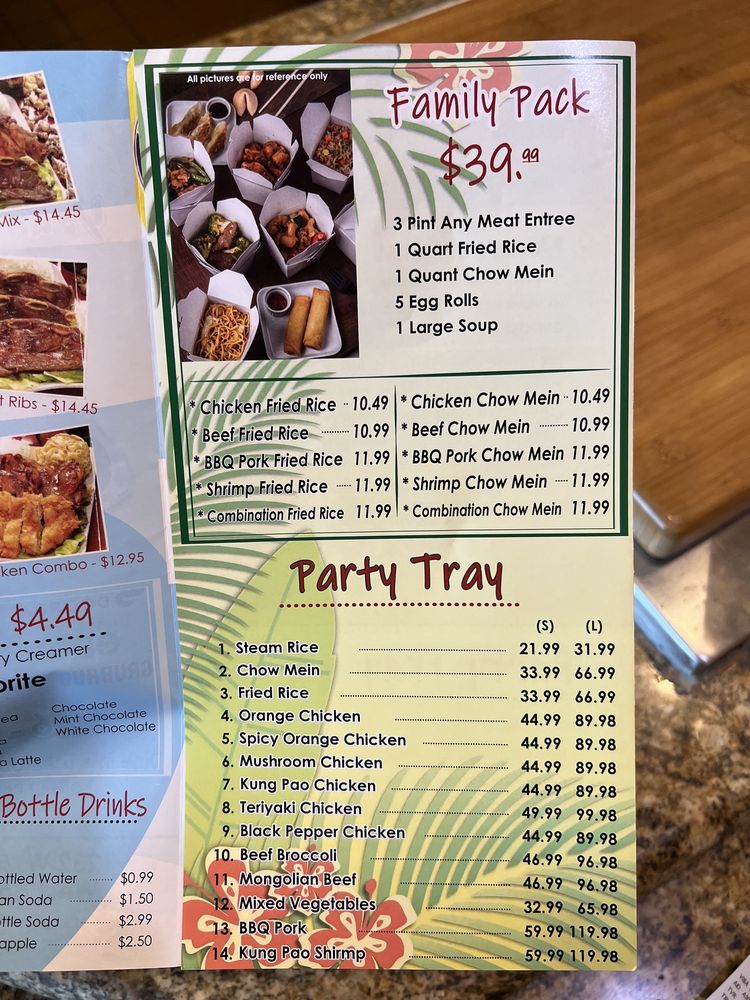 Mix - $14.45
Ribs - $14.45
Combo - $12.95
$4.49
Creamer
Chocolate
Mint Chocolate
White Chocolate
Latte
Bottle Drinks
Water $0.99
Soda $1.50
Soda $2.99
$2.50
All pictures are for reference only
Family Pack
$39.99
3 Pint Any Meat Entree
1 Quart Fried Rice
1 Quant Chow Mein
5 Egg Rolls
1 Large Soup
* Chicken Fried Rice 10.49
* Beef Fried Rice 10.99
* BBQ Pork Fried Rice 11.99
* Shrimp Fried Rice 11.99
* Combination Fried Rice 11.99
* Chicken Chow Mein 10.49
* Beef Chow Mein 10.99
* BBQ Pork Chow Mein 11.99
* Shrimp Chow Mein 11.99
* Combination Chow Mein 11.99
Party Tray
(S) (L)
1. Steam Rice 21.99 31.99
2. Chow Mein 33.99 66.99
3. Fried Rice 33.99 66.99
4. Orange Chicken 44.99 89.98
5. Spicy Orange Chicken 44.99 89.98
6. Mushroom Chicken 44.99 89.98
7. Kung Pao Chicken 44.99 89.98
8. Teriyaki Chicken 49.99 99.98
9. Black Pepper Chicken 44.99 89.98
10. Beef Broccoli 46.99 96.98
11. Mongolian Beef 46.99 96.98
12. Mixed Vegetables 32.99 65.98
13. BBQ Pork 59.99 119.98
14. Kung Pao Shirmp 59.99 119.98